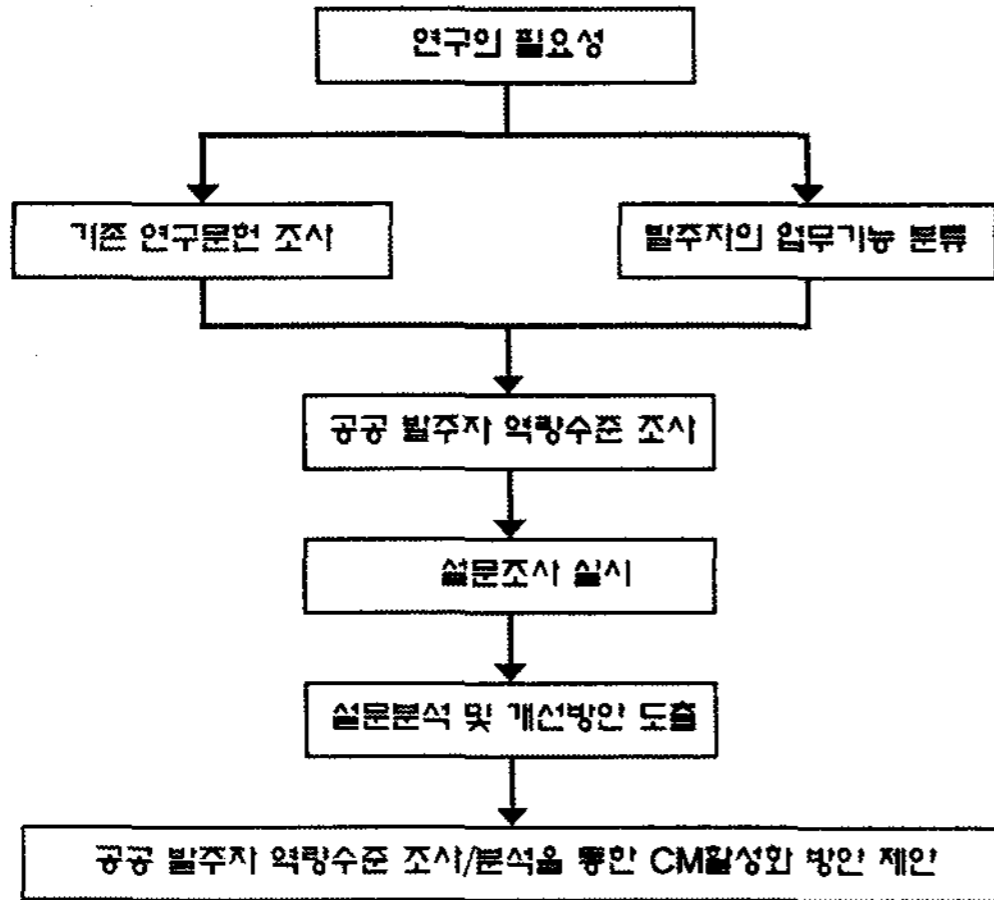 연구의 필요성
기존 연구문헌 조사
발주자의 업무기능 분류
공공 발주자 역량수준 조사
설문조사 실시
설문분석 및 개선방안 도출
공공 발주자 역량수준 조사/분석을 통한 CM활성화 방안 제안